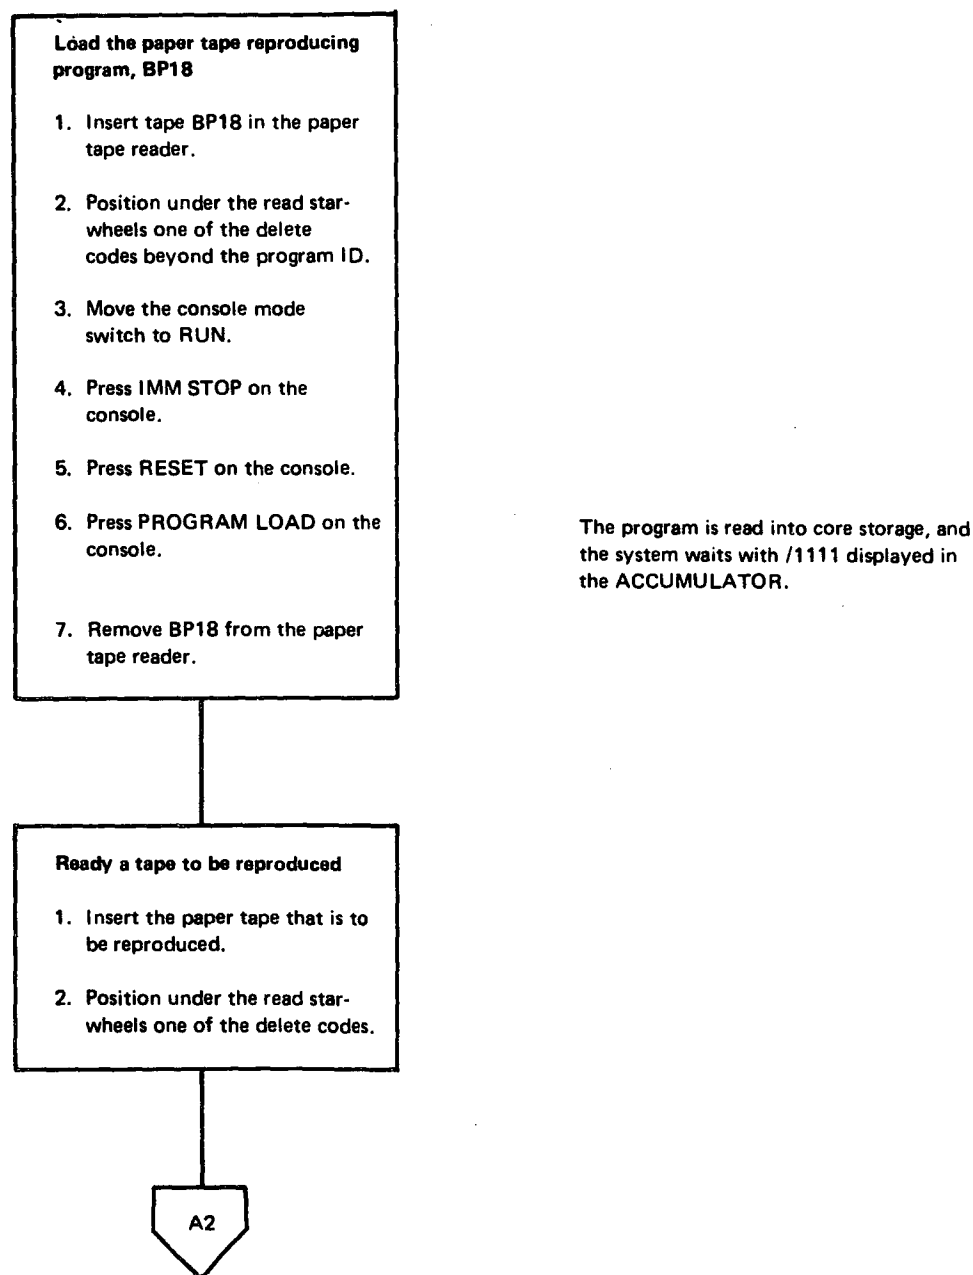 Load the paper tape reproducing
program, BP18
1. Insert tape BP18 in the paper
tape reader.
2. Position under the read star-
wheels one of the delete
codes beyond the program ID.
3. Move the console mode
switch to RUN.
4. Press IMM STOP on the
console.
5. Press RESET on the console.
6. Press PROGRAM LOAD on the
console.
The program is read into core storage, and
the system waits with /1111 displayed in
the ACCUMULATOR.
7. Remove BP18 from the paper
tape reader.
Ready a tape to be reproduced
1. Insert the paper tape that is to
be reproduced.
2. Position under the read star-
wheels one of the delete codes.
A2